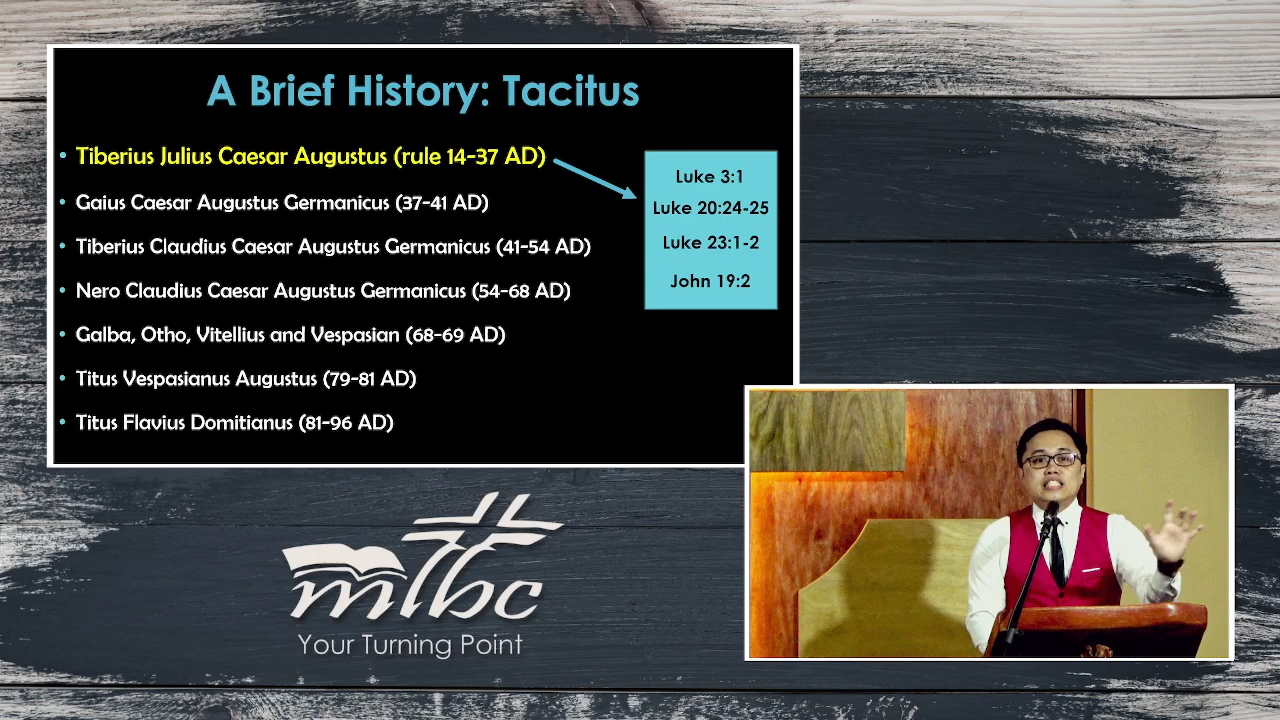 A Brief History: Tacitus
• Tiberius Julius Caesar Augustus (rule 14-37 AD)
• Gaius Caesar Augustus Germanicus (37-41 AD)
• Tiberius Claudius Caesar Augustus Germanicus (41-54 AD)
• Nero Claudius Caesar Augustus Germanicus (54-68 AD)
• Galba, Otho, Vitellius and Vespasian (68-69 AD)
• Titus Vespasianus Augustus (79-81 AD)
• Titus Flavius Domitianus (81-96 AD)
Luke 3:1
Luke 20:24-25
Luke 23:1-2
John 19:2
mlbc
Your Turning Point